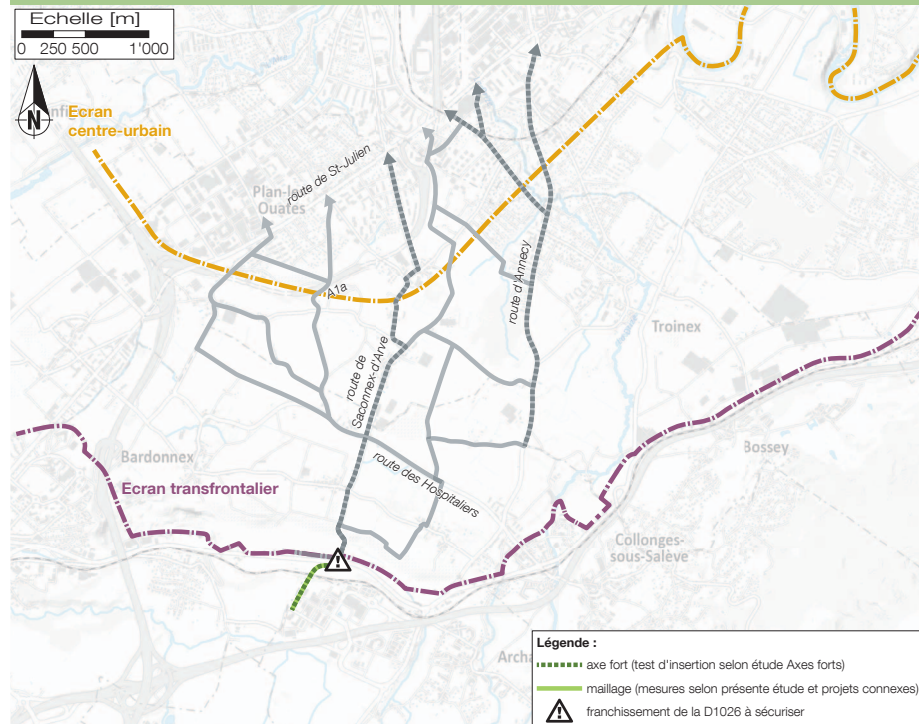 Echelle [m]
0 250 500 1'000
N
Ecran
centre-urbain
Plan-les
Ouates
route de St-Julien
A1a
route d'Annecy
route de
Saconnex-d'Arve
Troinex
Bardonnex
Bossey
Ecran transfrontalier
route des Hospitaliers
Collonges-
sous-Salève
Légende :
axe fort (test d'insertion selon étude Axes forts)
maillage (mesures selon présente étude et projets connexes)
franchissement de la D1026 à sécuriser